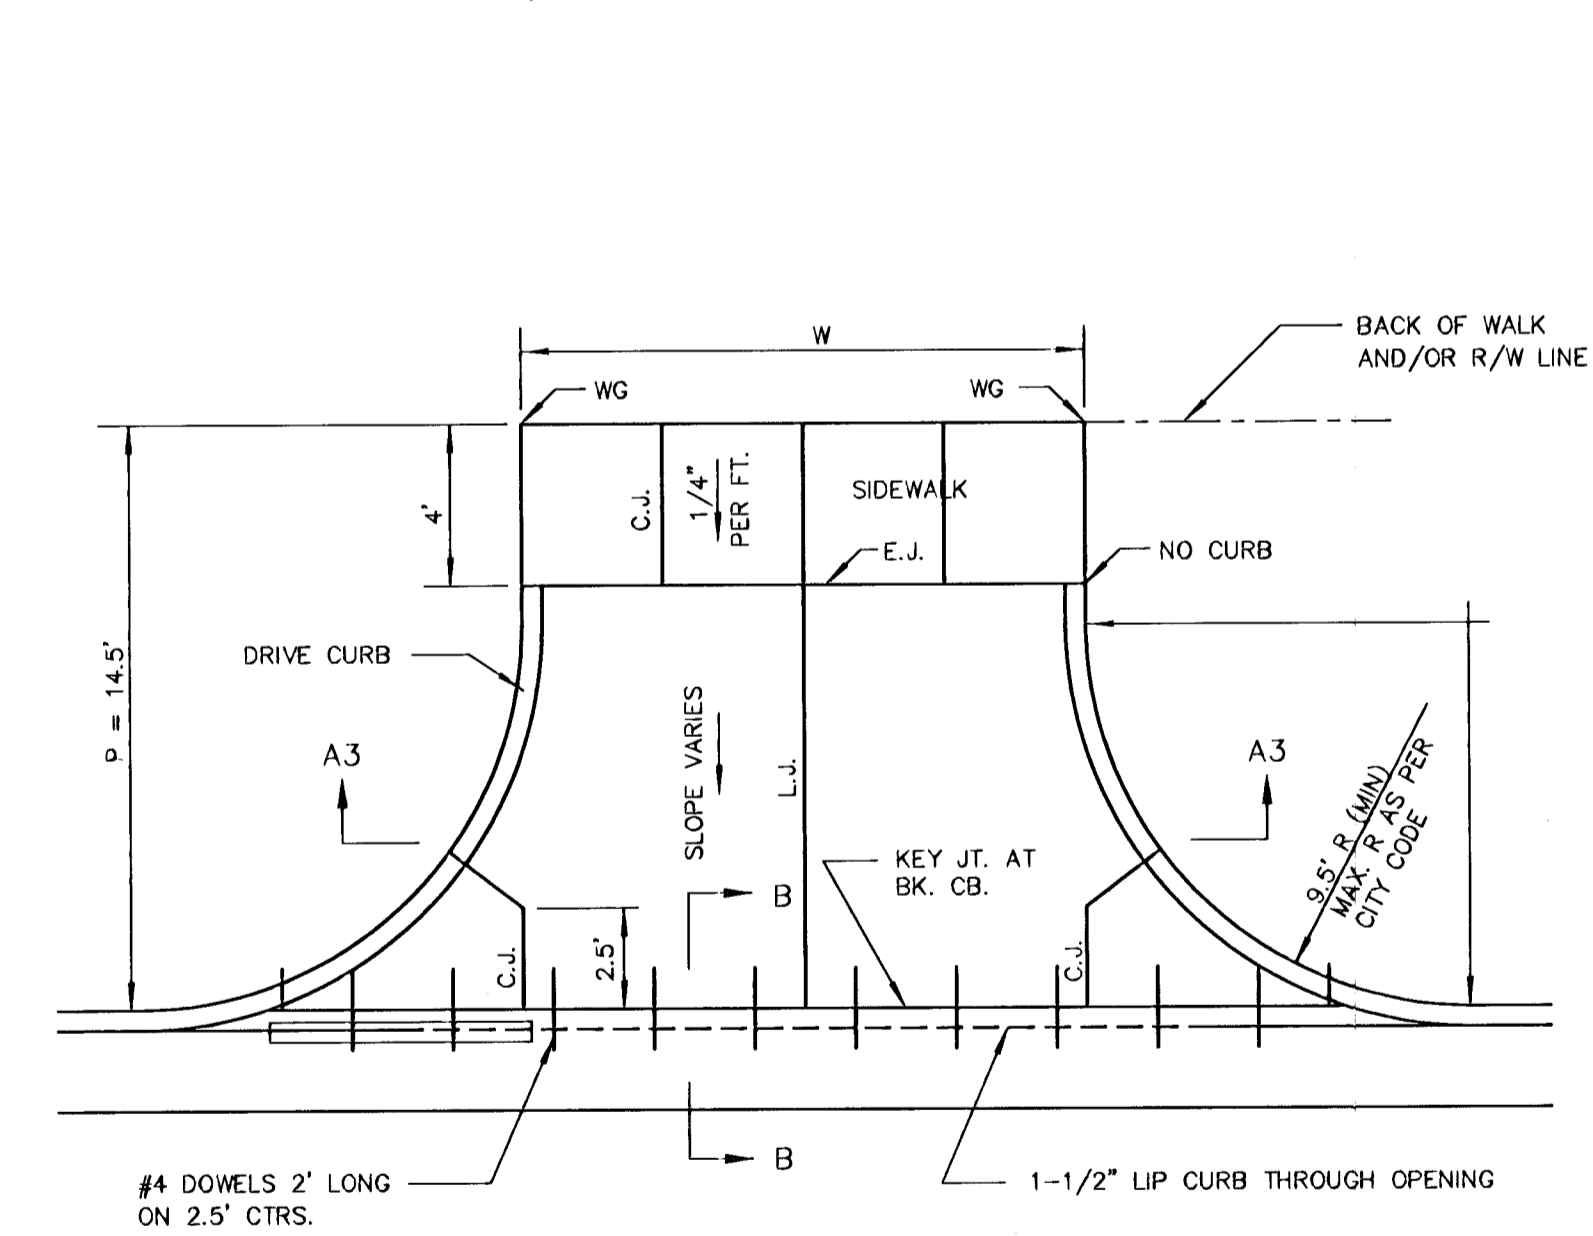 W
BACK OF WALK
AND/OR R/W LINE
WG
WG
4'
C.J.
1/4"
PER FT.
SIDEWALK
E.J.
NO CURB
P = 14.5'
DRIVE CURB
A3
SLOPE VARIES
L.J.
A3
9.5' R (MIN)
MAX. R AS PER
CITY CODE
KEY JT. AT
BK. CB.
B
C.J.
2.5'
C.J.
B
#4 DOWELS 2' LONG
ON 2.5' CTRS.
1-1/2" LIP CURB THROUGH OPENING